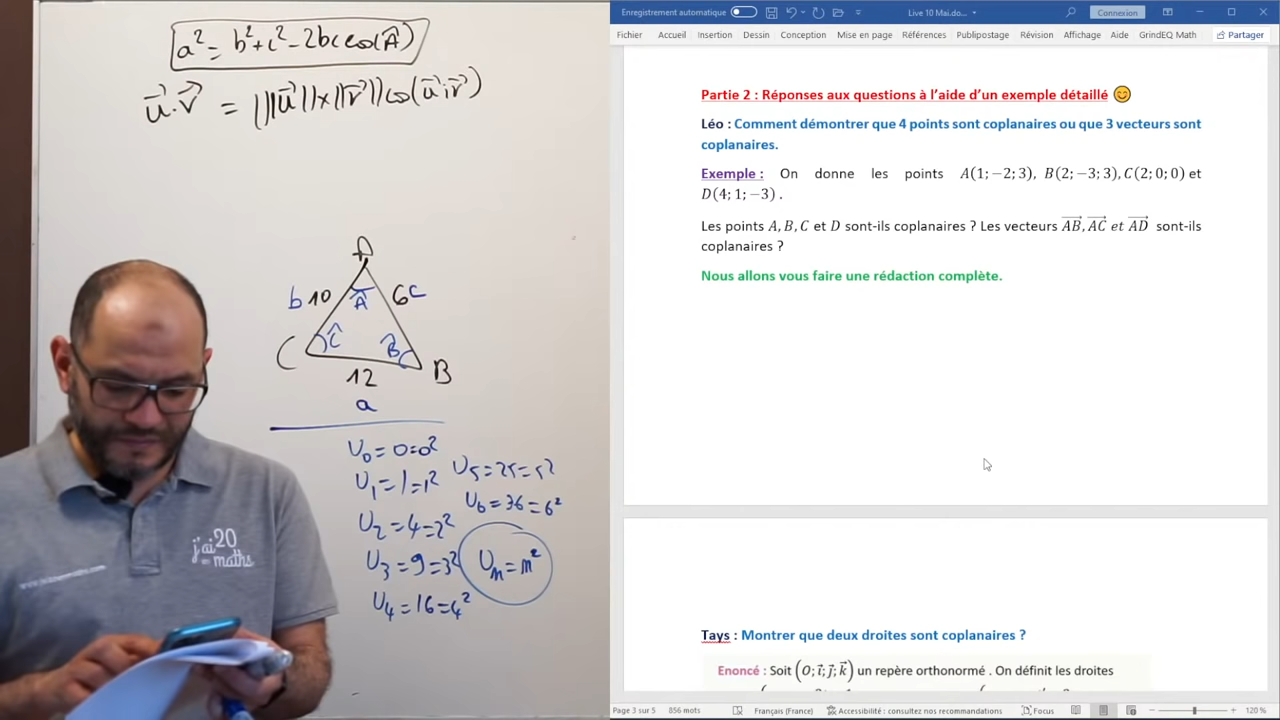 a² = b² + c² - 2bc cos(Â)
u⃗.v⃗ = ||u⃗|| × ||v⃗|| cos(u⃗;v⃗)
A
b 10
6 c
Â
Ĉ
B̂
C
B
12
a
U₀ = 0 = 0²
U₁ = 1 = 1²
U₂ = 4 = 2²
U₃ = 9 = 3²
U₄ = 16 = 4²
U₅ = 25 = 5²
U₆ = 36 = 6²
Uₙ = n²
j'ai20
en maths
Enregistrement automatique
Live 10 Mai.do...
Connexion
Fichier Accueil Insertion Dessin Conception Mise en page Références Publipostage Révision Affichage Aide GrindEQ Math Partager
Partie 2 : Réponses aux questions à l’aide d’un exemple détaillé 😊
Léo : Comment démontrer que 4 points sont coplanaires ou que 3 vecteurs sont
coplanaires.
Exemple : On donne les points A(1; −2; 3), B(2; −3; 3), C(2; 0; 0) et
D(4; 1; −3) .
Les points A, B, C et D sont-ils coplanaires ? Les vecteurs AB⃗, AC⃗ et AD⃗ sont-ils
coplanaires ?
Nous allons vous faire une rédaction complète.
Tays : Montrer que deux droites sont coplanaires ?
Enoncé : Soit (O; i⃗; j⃗; k⃗) un repère orthonormé . On définit les droites
Page 3 sur 5 856 mots Français (France) Accessibilité : consultez nos recommandations Focus 120 %